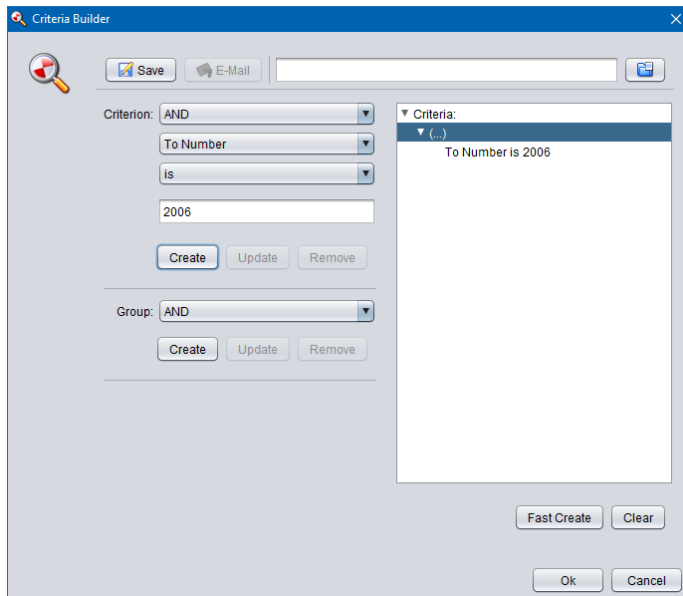 Criteria Builder
Save E-Mail
Criterion: AND
To Number
is
2006
Create Update Remove
Group: AND
Create Update Remove
Criteria:
(...)
To Number is 2006
Fast Create Clear
Ok Cancel